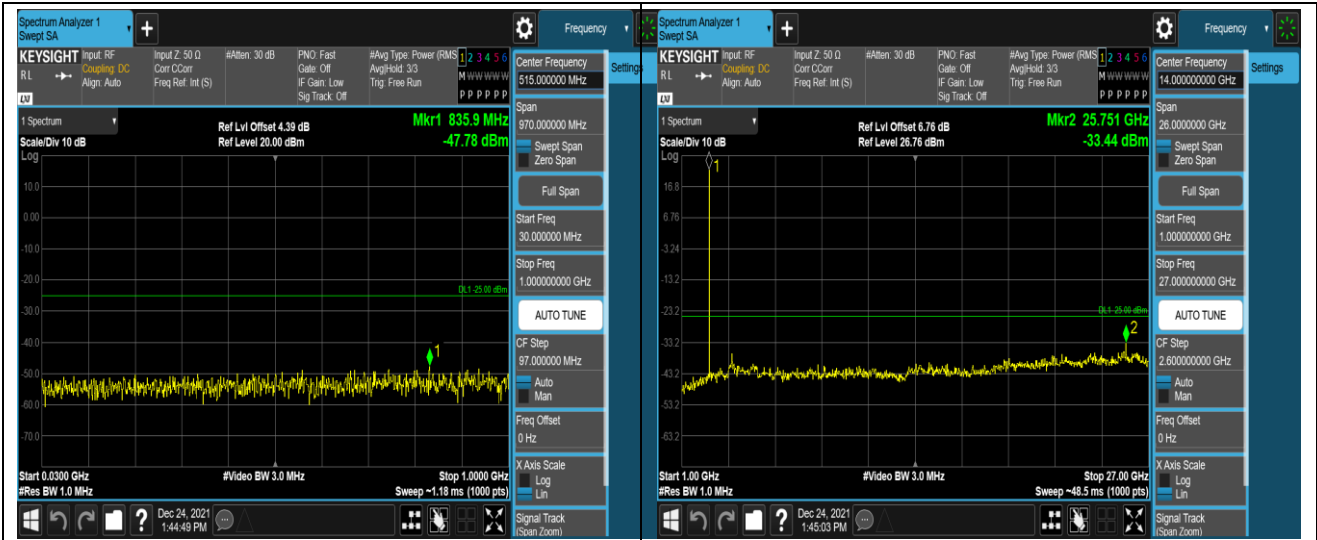 Spectrum Analyzer 1
Swept SA
+
Frequency
KEYSIGHT Input: RF Input Z: 50 Ω #Atten: 30 dB PNO: Fast #Avg Type: Power (RMS 1 2 3 4 5 6
RL Coupling: DC Corr CCorr Gate: Off Avg|Hold: 3/3 M W W W W W
Align: Auto Freq Ref: Int (S) IF Gain: Low Trig: Free Run
LXI Sig Track: Off P P P P P P
Center Frequency
515.000000 MHz
Settings
1 Spectrum
Ref Lvl Offset 4.39 dB
Mkr1 835.9 MHz
Scale/Div 10 dB
Ref Level 20.00 dBm
-47.78 dBm
Log
10.0
0.00
-10.0
-20.0
DL1 -25.00 dBm
-30.0
-40.0
1
-50.0
-60.0
-70.0
Start 0.0300 GHz
#Video BW 3.0 MHz
Stop 1.0000 GHz
#Res BW 1.0 MHz
Sweep ~1.18 ms (1000 pts)
Span
970.000000 MHz
Swept Span
Zero Span
Full Span
Start Freq
30.000000 MHz
Stop Freq
1.000000000 GHz
AUTO TUNE
CF Step
97.000000 MHz
Auto
Man
Freq Offset
0 Hz
X Axis Scale
Log
Lin
Signal Track
(Span Zoom)
?
Dec 24, 2021
1:44:49 PM
Spectrum Analyzer 1
Swept SA
+
Frequency
KEYSIGHT Input: RF Input Z: 50 Ω #Atten: 30 dB PNO: Fast #Avg Type: Power (RMS 1 2 3 4 5 6
RL Coupling: DC Corr CCorr Gate: Off Avg|Hold: 3/3 M W W W W W
Align: Auto Freq Ref: Int (S) IF Gain: Low Trig: Free Run
LXI Sig Track: Off P P P P P P
Center Frequency
14.000000000 GHz
Settings
1 Spectrum
Ref Lvl Offset 6.76 dB
Mkr2 25.751 GHz
Scale/Div 10 dB
Ref Level 26.76 dBm
-33.44 dBm
Log
1
16.8
6.76
-3.24
-13.2
-23.2
DL1 -25.00 dBm
2
-33.2
-43.2
-53.2
-63.2
Start 1.00 GHz
#Video BW 3.0 MHz
Stop 27.00 GHz
#Res BW 1.0 MHz
Sweep ~48.5 ms (1000 pts)
Span
26.0000000 GHz
Swept Span
Zero Span
Full Span
Start Freq
1.000000000 GHz
Stop Freq
27.000000000 GHz
AUTO TUNE
CF Step
2.600000000 GHz
Auto
Man
Freq Offset
0 Hz
X Axis Scale
Log
Lin
Signal Track
(Span Zoom)
?
Dec 24, 2021
1:45:03 PM